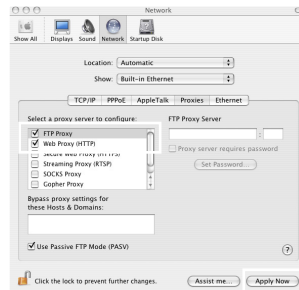 Network
Show All
Displays
Sound
Network
Startup Disk
Location: Automatic
Show: Built-in Ethernet
TCP/IP
PPPoE
AppleTalk
Proxies
Ethernet
Select a proxy server to configure:
FTP Proxy
Web Proxy (HTTP)
Secure Web Proxy (HTTPS)
Streaming Proxy (RTSP)
SOCKS Proxy
Gopher Proxy
FTP Proxy Server
:
Proxy server requires password
Set Password...
Bypass proxy settings for
these Hosts & Domains:
Use Passive FTP Mode (PASV)
?
Click the lock to prevent further changes.
Assist me...
Apply Now